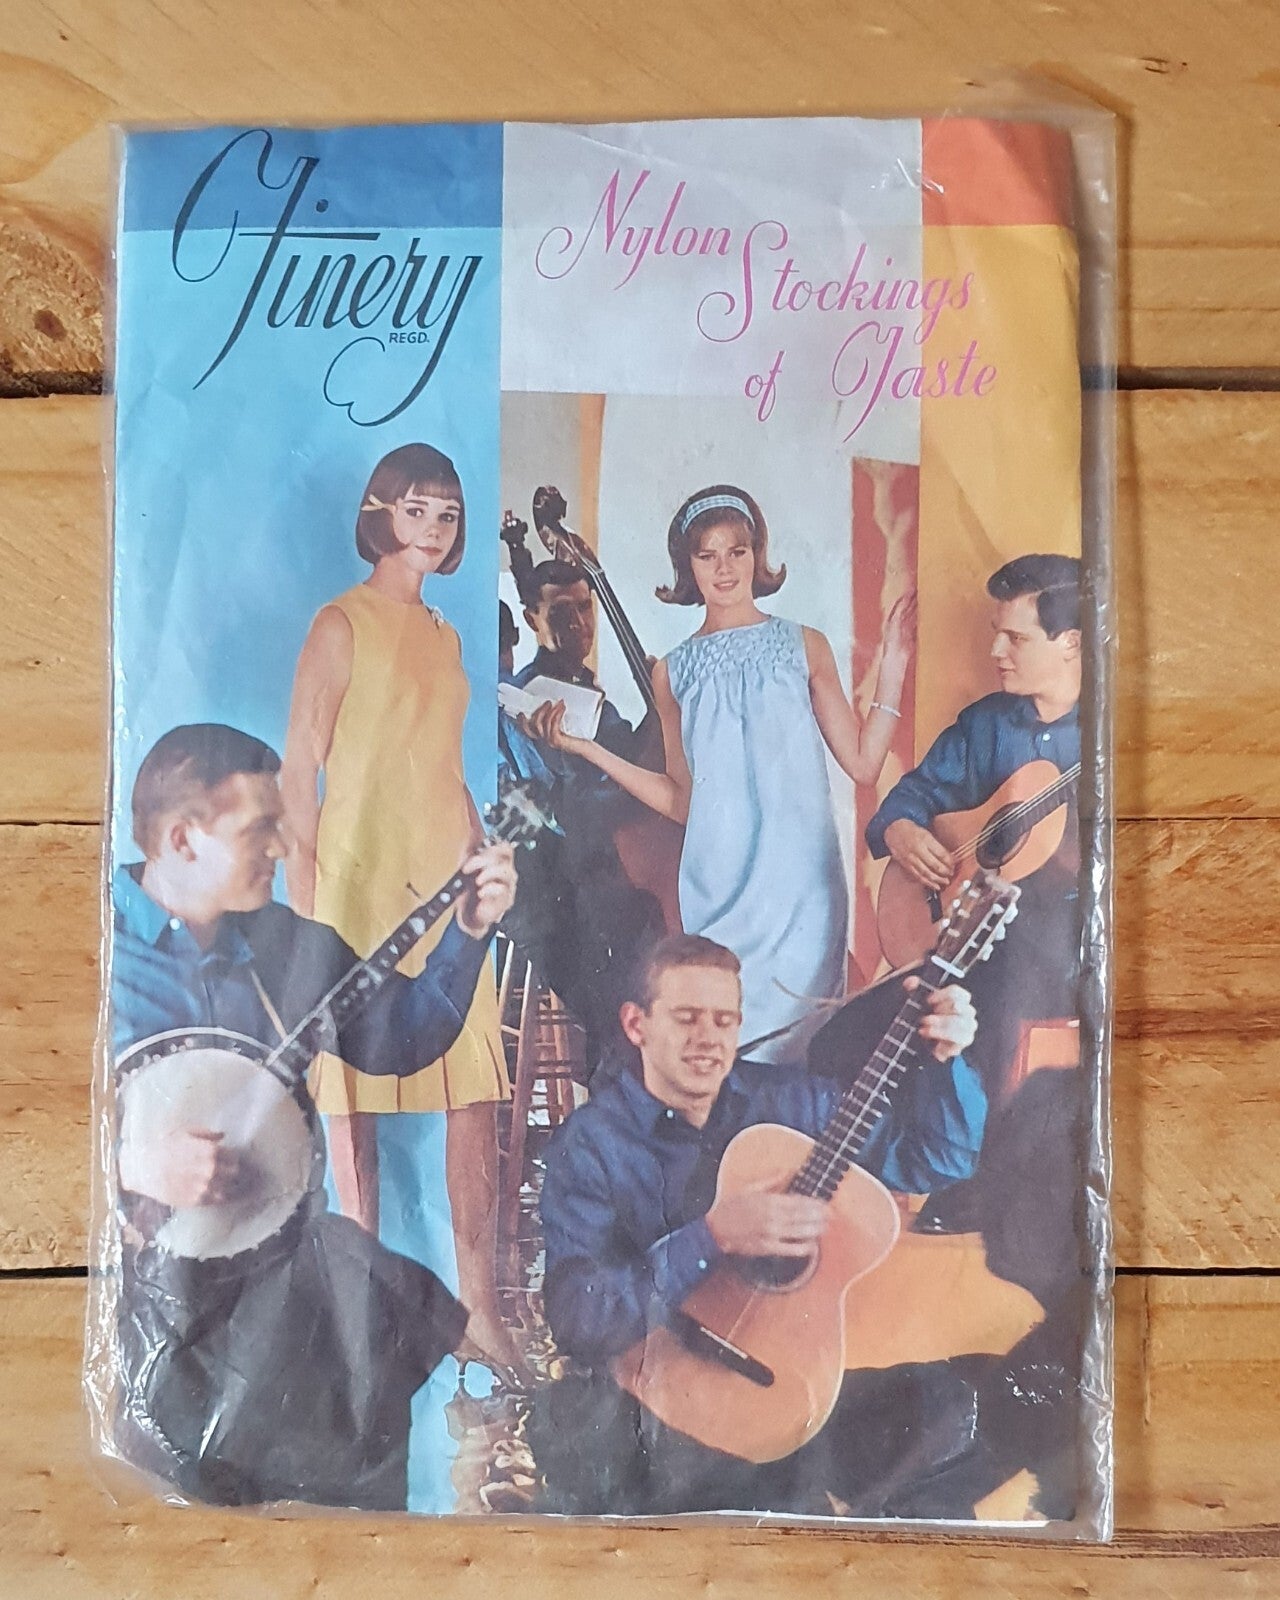 Finery
REGD.
Nylon
Stockings
of Taste